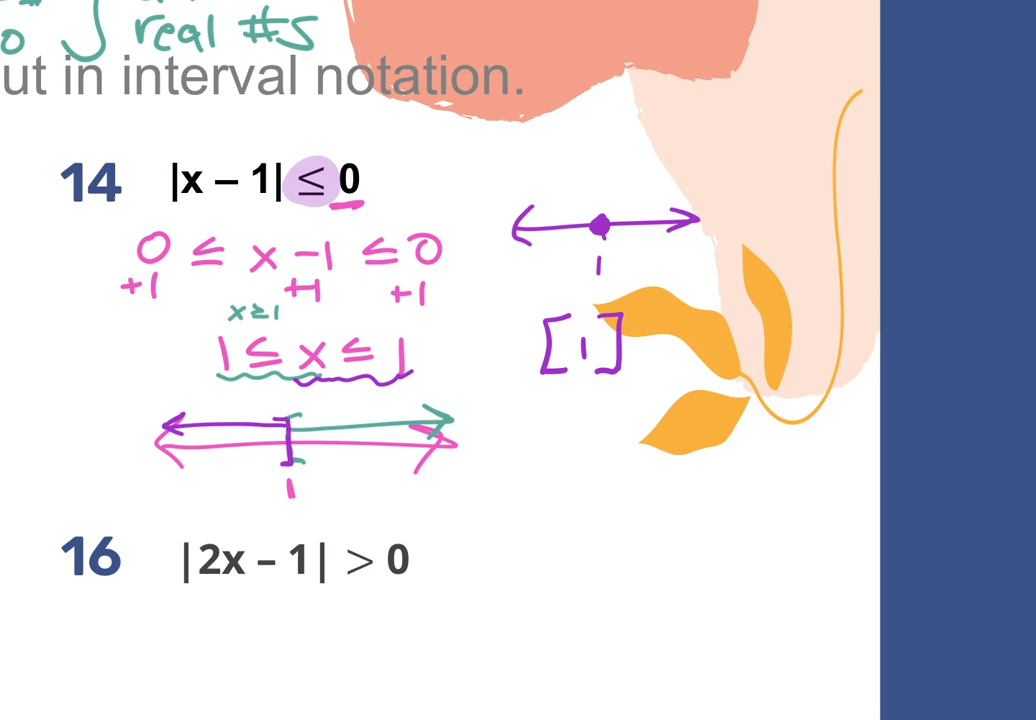 real #s
ut in interval notation.
14 |x – 1| ≤ 0
0 ≤ x -1 ≤ 0
+1 +1 +1
x≥1
1 ≤ x ≤ 1
1
1
[1]
16 |2x – 1| > 0